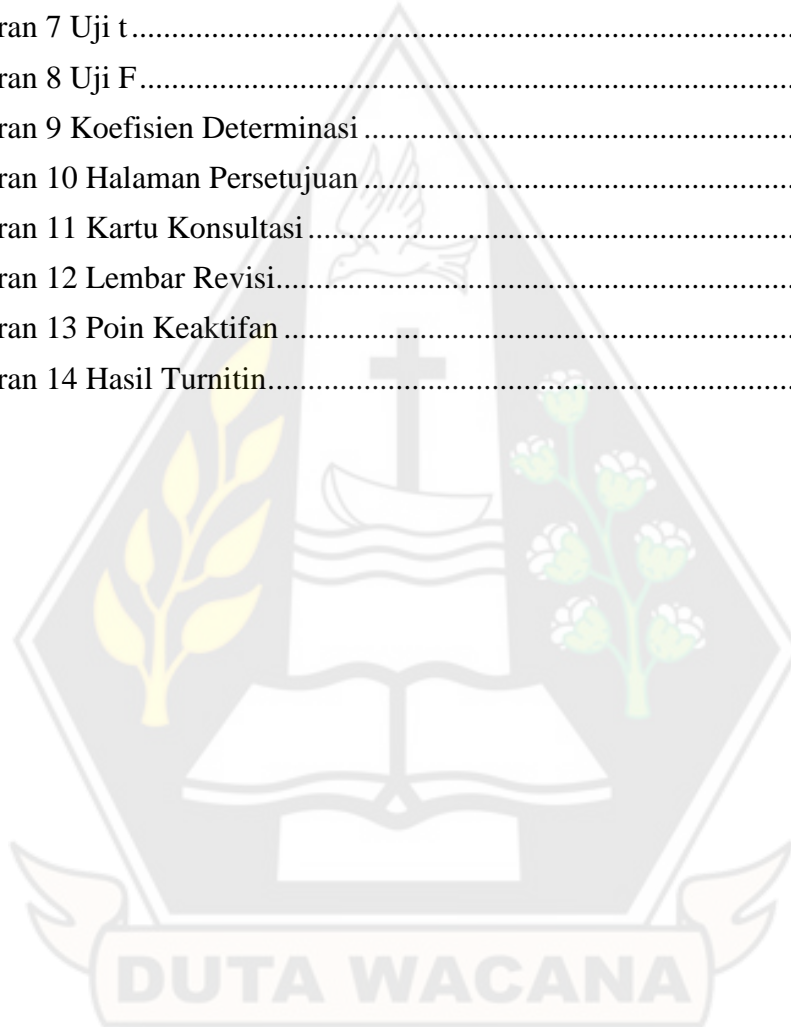 ran 7 Uji t........................................................................................
ran 8 Uji F.......................................................................................
ran 9 Koefisien Determinasi.........................................................
ran 10 Halaman Persetujuan.........................................................
ran 11 Kartu Konsultasi................................................................
ran 12 Lembar Revisi....................................................................
ran 13 Poin Keaktifan...................................................................
ran 14 Hasil Turnitin.....................................................................
DUTA WACANA